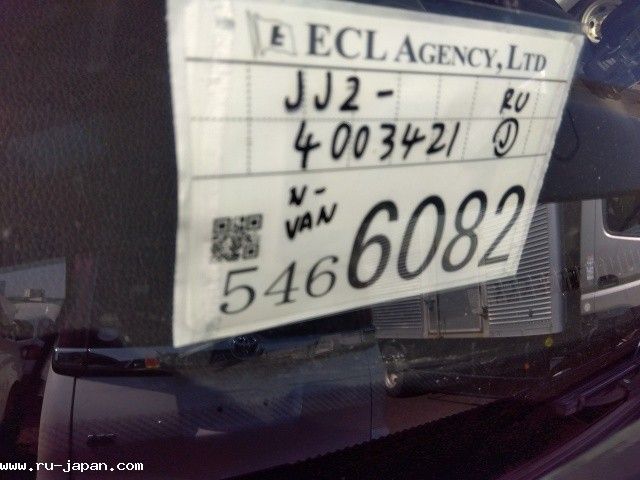 E ECL AGENCY, LTD
JJ2- RU
4003421 J
N-
VAN
5466082
www.ru-japan.com